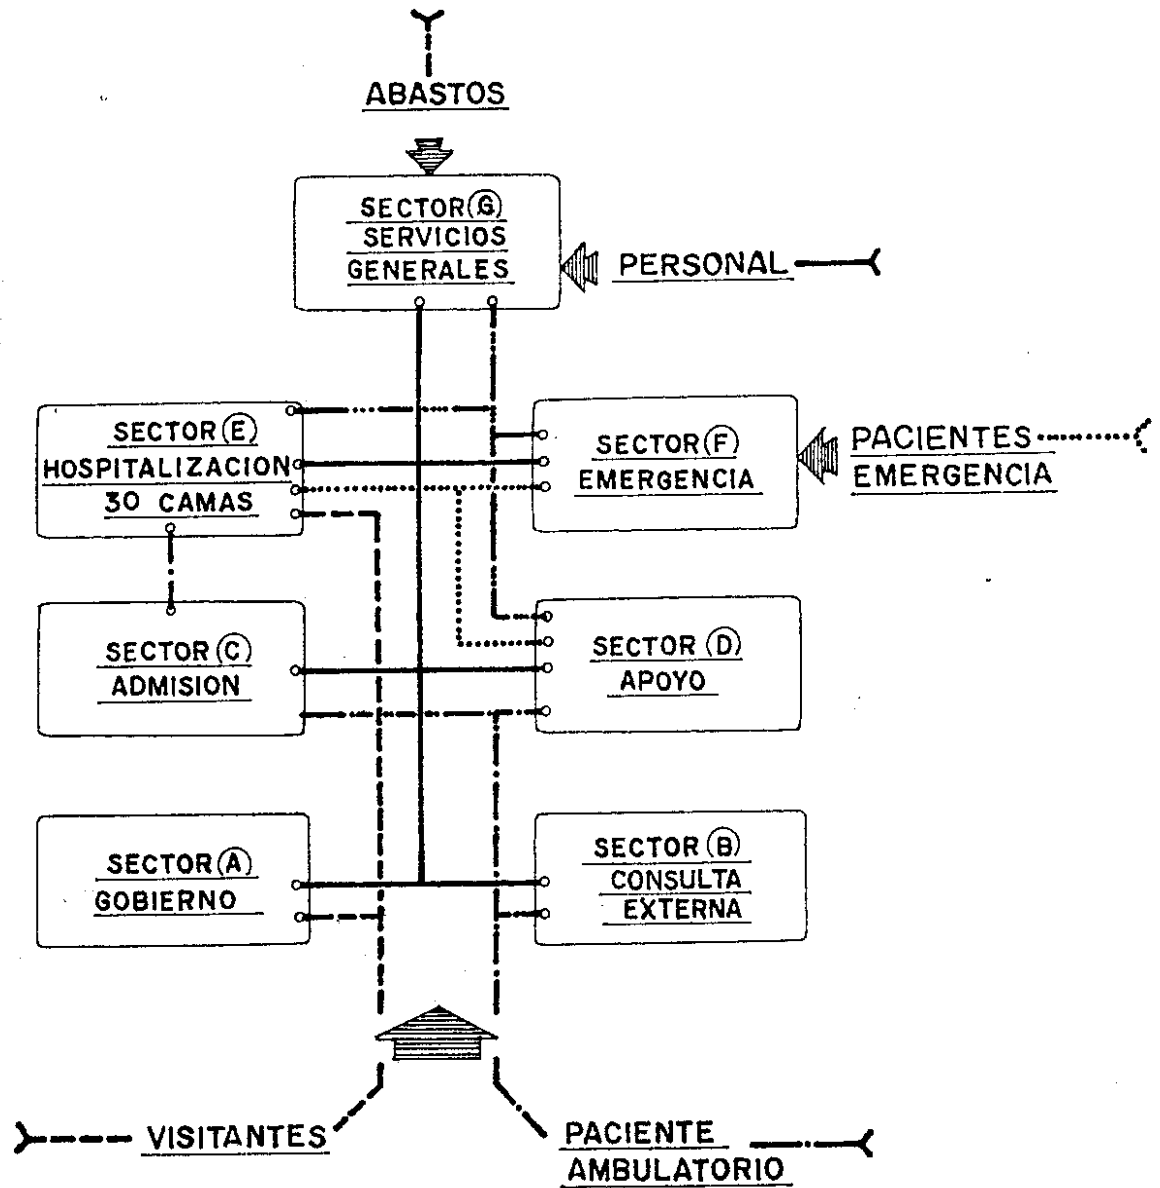 ABASTOS
SECTOR (G)
SERVICIOS
GENERALES
PERSONAL
SECTOR (E)
HOSPITALIZACION
30 CAMAS
SECTOR (F)
EMERGENCIA
PACIENTES
EMERGENCIA
SECTOR (C)
ADMISION
SECTOR (D)
APOYO
SECTOR (A)
GOBIERNO
SECTOR (B)
CONSULTA
EXTERNA
VISITANTES
PACIENTE
AMBULATORIO